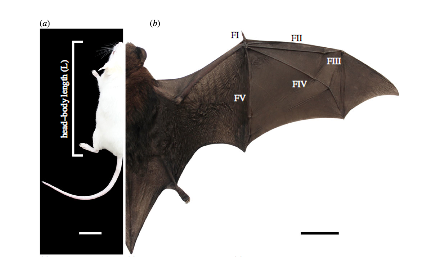 (a)
(b)
head–body length (L)
FI
FII
FIII
FIV
FV